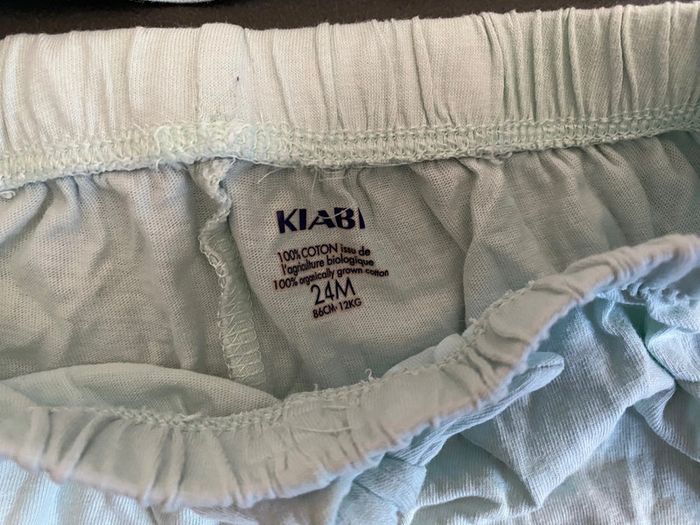 KIABI
100% COTON issu de
l'agriculture biologique
100% organically grown cotton
24M
86CM-12KG